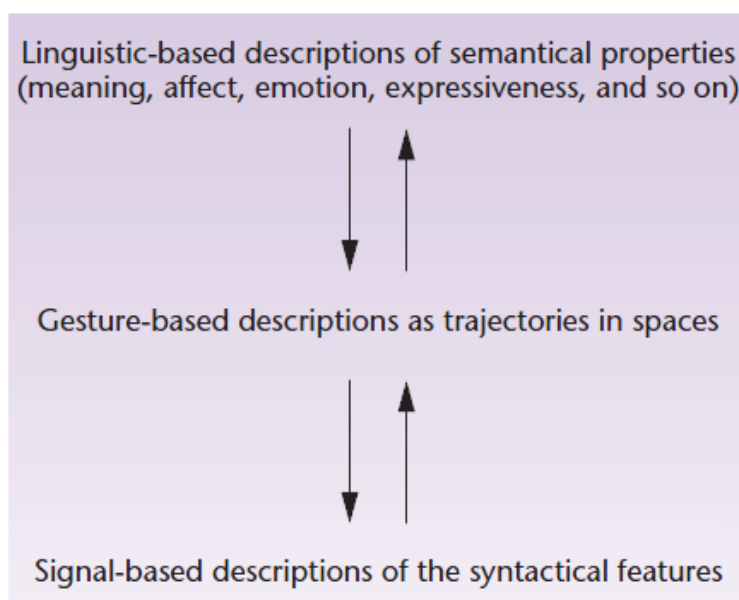 Linguistic-based descriptions of semantical properties
(meaning, affect, emotion, expressiveness, and so on)
Gesture-based descriptions as trajectories in spaces
Signal-based descriptions of the syntactical features